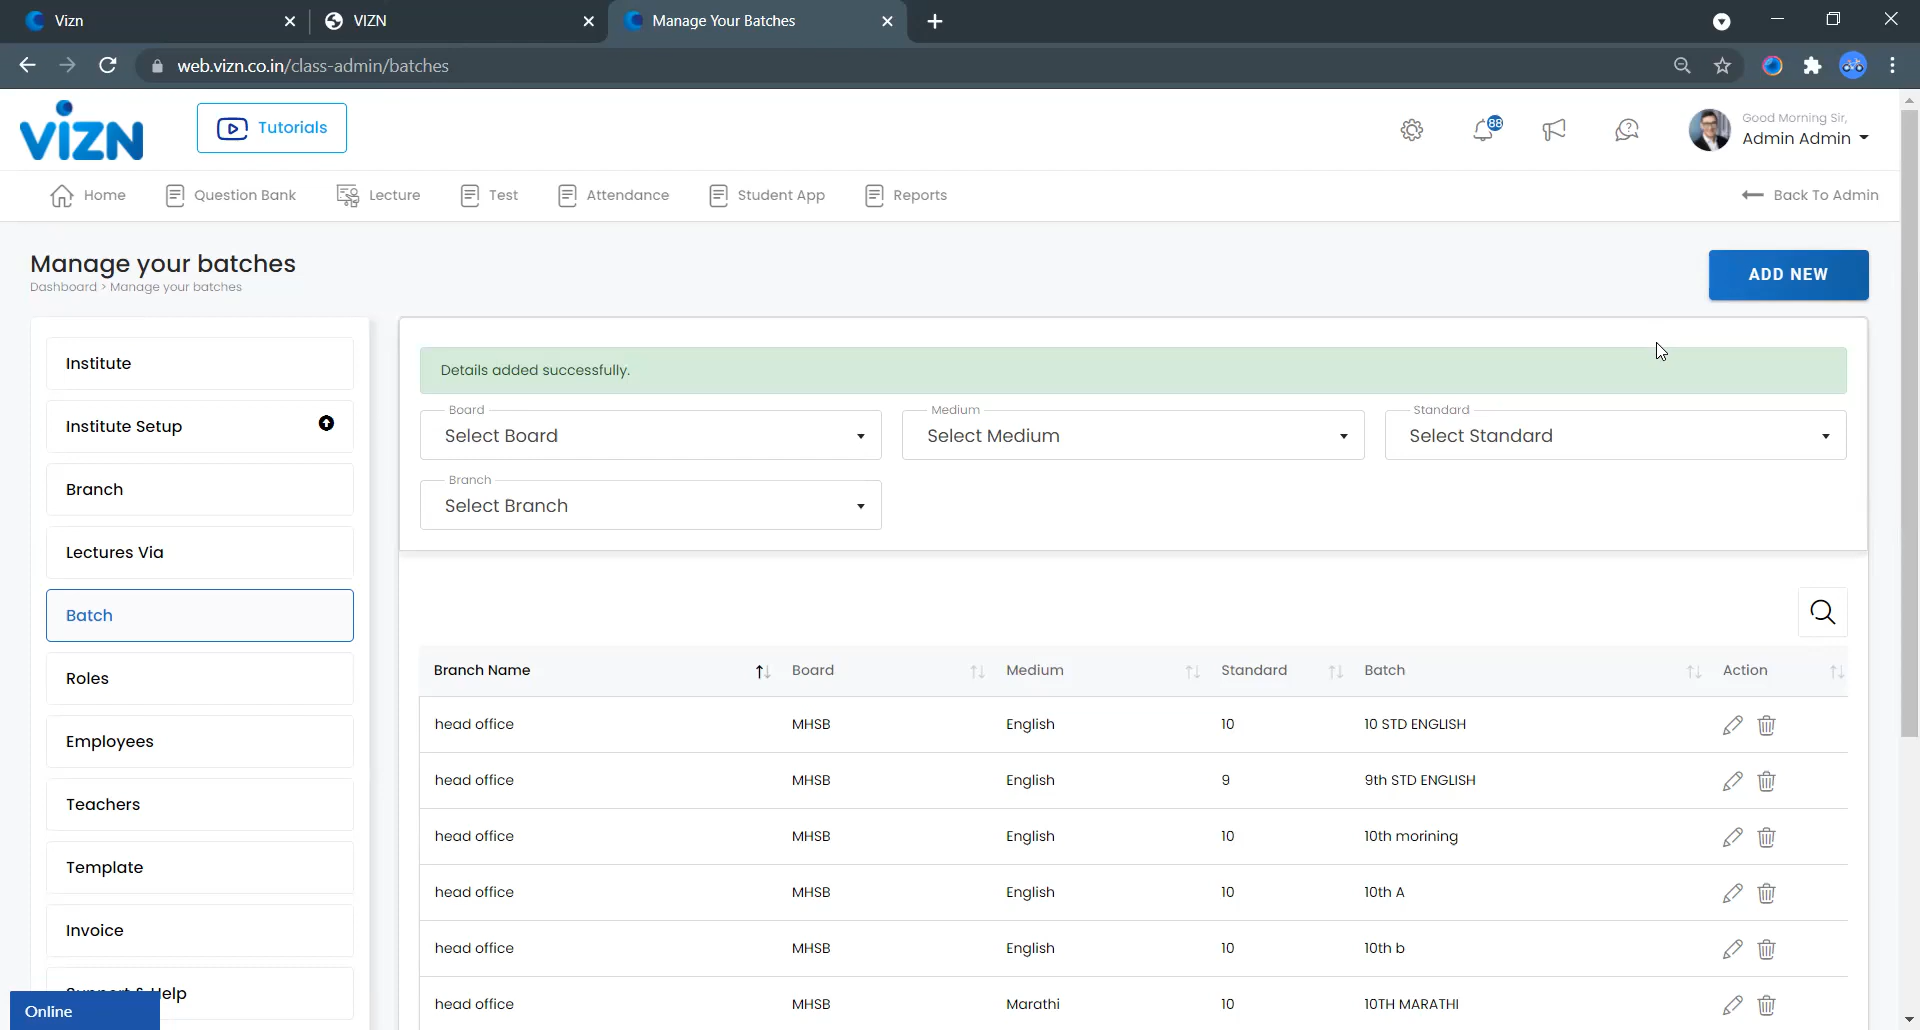 Vizn
VIZN
Manage Your Batches
web.vizn.co.in/class-admin/batches
VIZN
Tutorials
88
Good Morning Sir,
Admin Admin
Home
Question Bank
Lecture
Test
Attendance
Student App
Reports
Back To Admin
Manage your batches
Dashboard > Manage your batches
ADD NEW
Institute
Institute Setup
Branch
Lectures Via
Batch
Roles
Employees
Teachers
Template
Invoice
Support & Help
Online
Details added successfully.
Board
Select Board
Medium
Select Medium
Standard
Select Standard
Branch
Select Branch
Branch Name Board Medium Standard Batch Action
head office MHSB English 10 10 STD ENGLISH
head office MHSB English 9 9th STD ENGLISH
head office MHSB English 10 10th morining
head office MHSB English 10 10th A
head office MHSB English 10 10th b
head office MHSB Marathi 10 10TH MARATHI